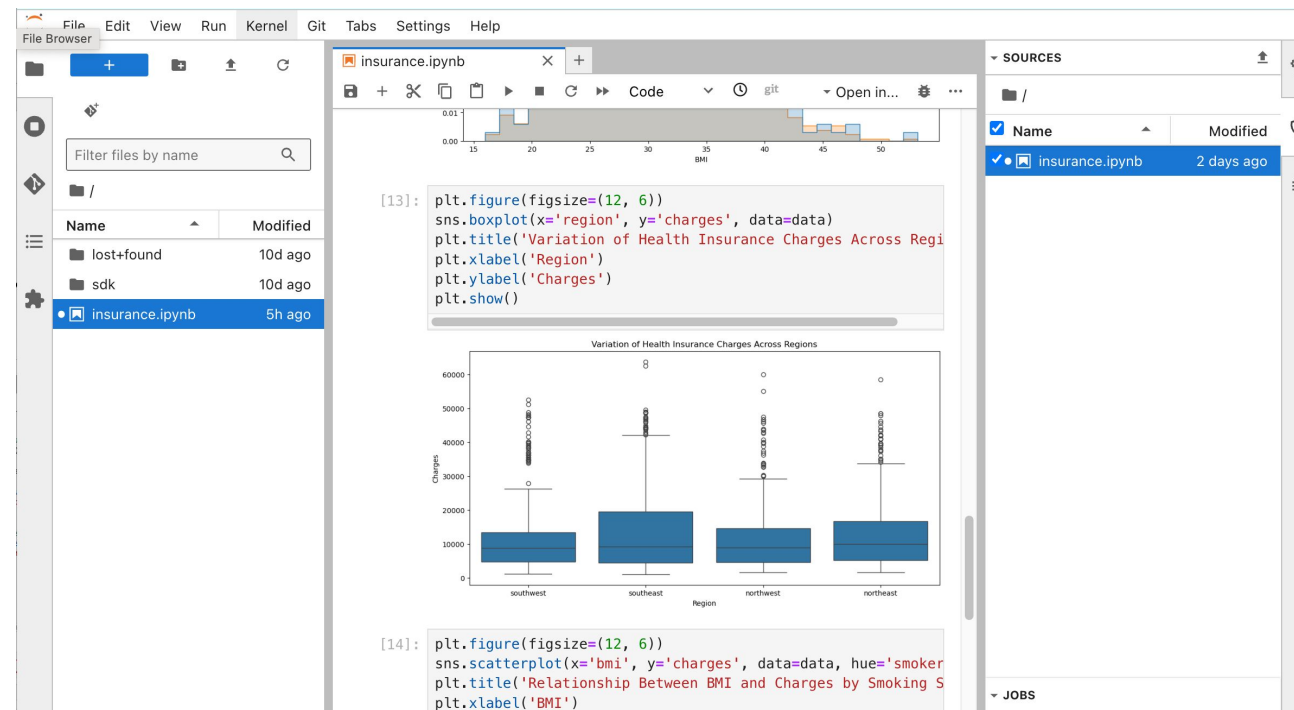 File Edit View Run Kernel Git Tabs Settings Help
File Browser
+
Filter files by name
/
Name Modified
lost+found 10d ago
sdk 10d ago
insurance.ipynb 5h ago
insurance.ipynb × +
Code git Open in... ···
0.01
0.00
15 20 25 30 35 40 45 50
BMI
[13]:
plt.figure(figsize=(12, 6))
sns.boxplot(x='region', y='charges', data=data)
plt.title('Variation of Health Insurance Charges Across Regi
plt.xlabel('Region')
plt.ylabel('Charges')
plt.show()
Variation of Health Insurance Charges Across Regions
60000
50000
40000
30000
20000
10000
0
Charges
southwest southeast northwest northeast
Region
[14]:
plt.figure(figsize=(12, 6))
sns.scatterplot(x='bmi', y='charges', data=data, hue='smoker
plt.title('Relationship Between BMI and Charges by Smoking S
plt.xlabel('BMI')
SOURCES
/
Name Modified
insurance.ipynb 2 days ago
JOBS